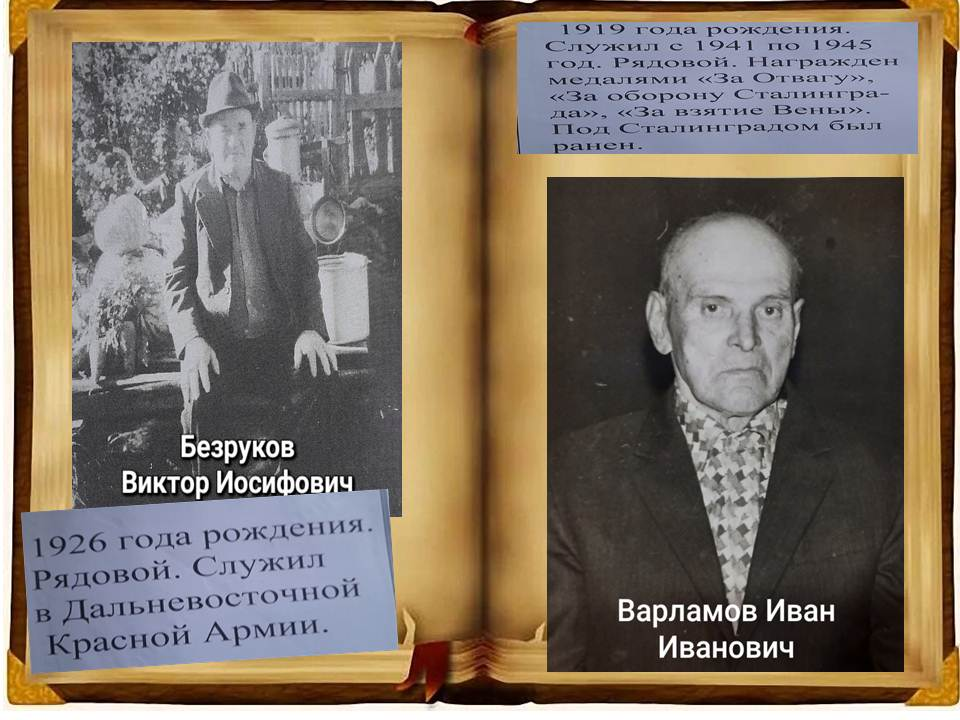 Безруков
Виктор Иосифович
1926 года рождения.
Рядовой. Служил
в Дальневосточной
Красной Армии.
1919 года рождения.
Служил с 1941 по 1945
год. Рядовой. Награжден
медалями «За Отвагу»,
«За оборону Сталингра-
да», «За взятие Вены».
Под Сталинградом был
ранен.
Варламов Иван
Иванович